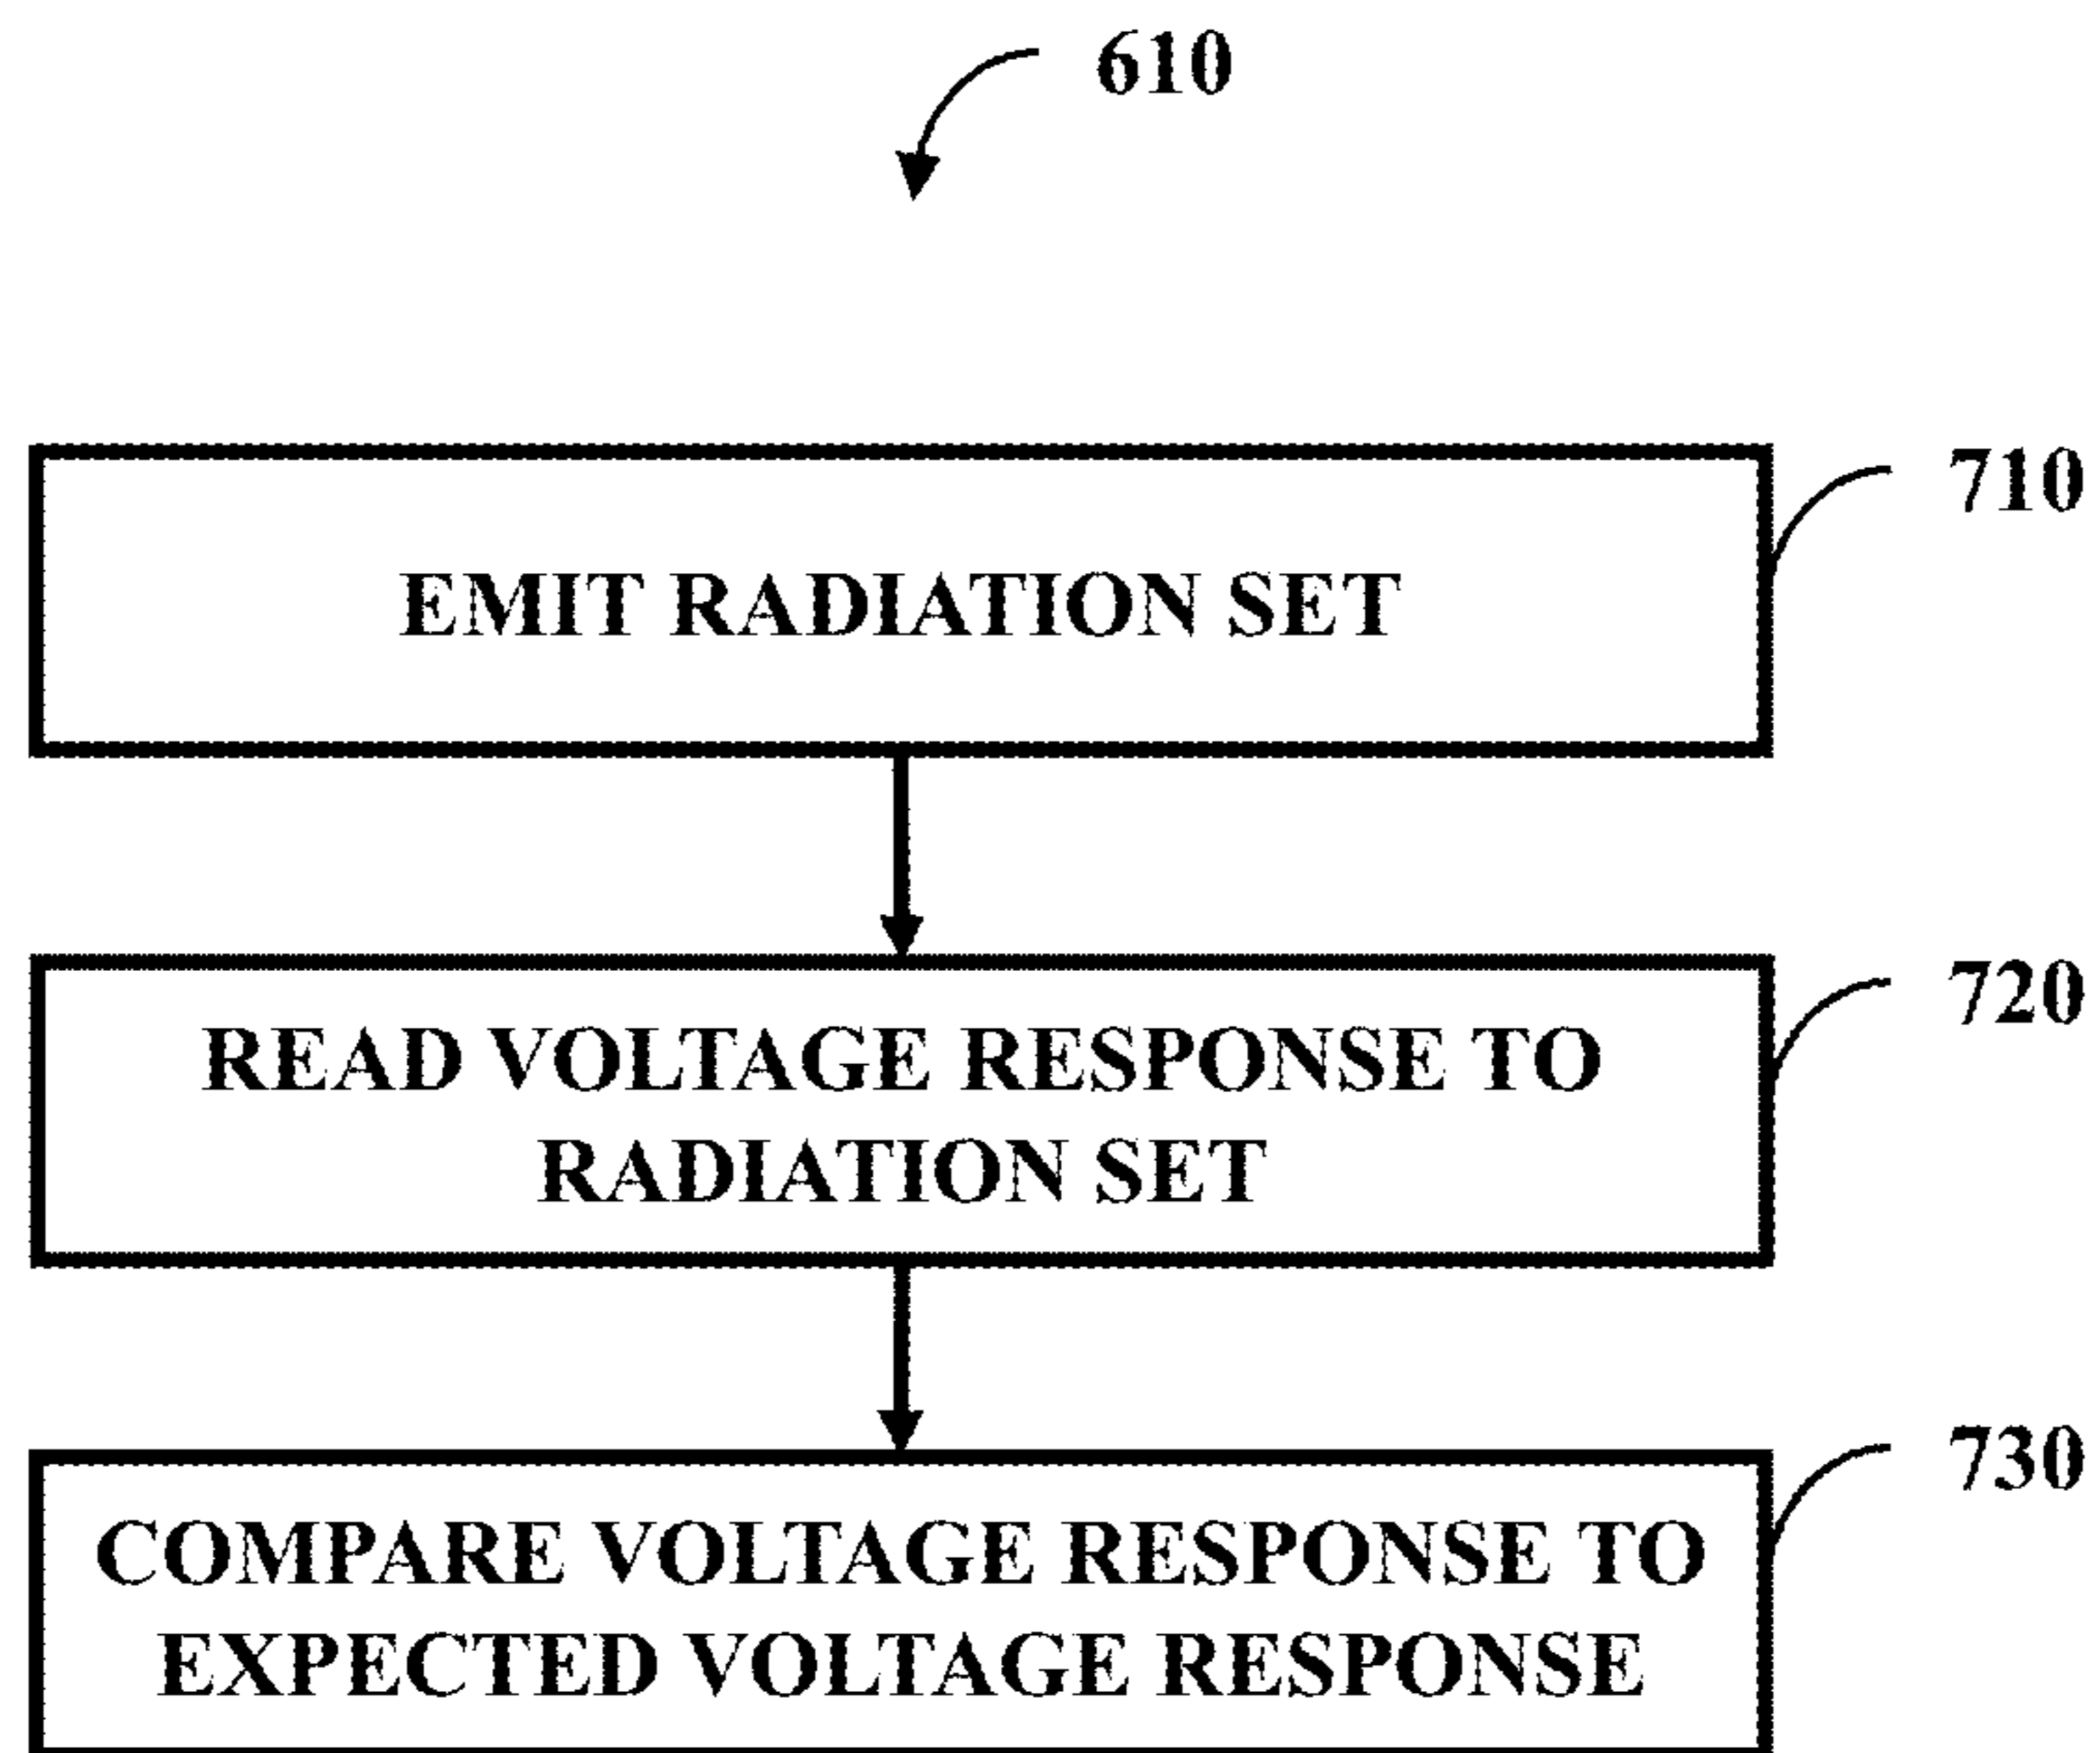 610
710
EMIT RADIATION SET
720
READ VOLTAGE RESPONSE TO
RADIATION SET
730
COMPARE VOLTAGE RESPONSE TO
EXPECTED VOLTAGE RESPONSE